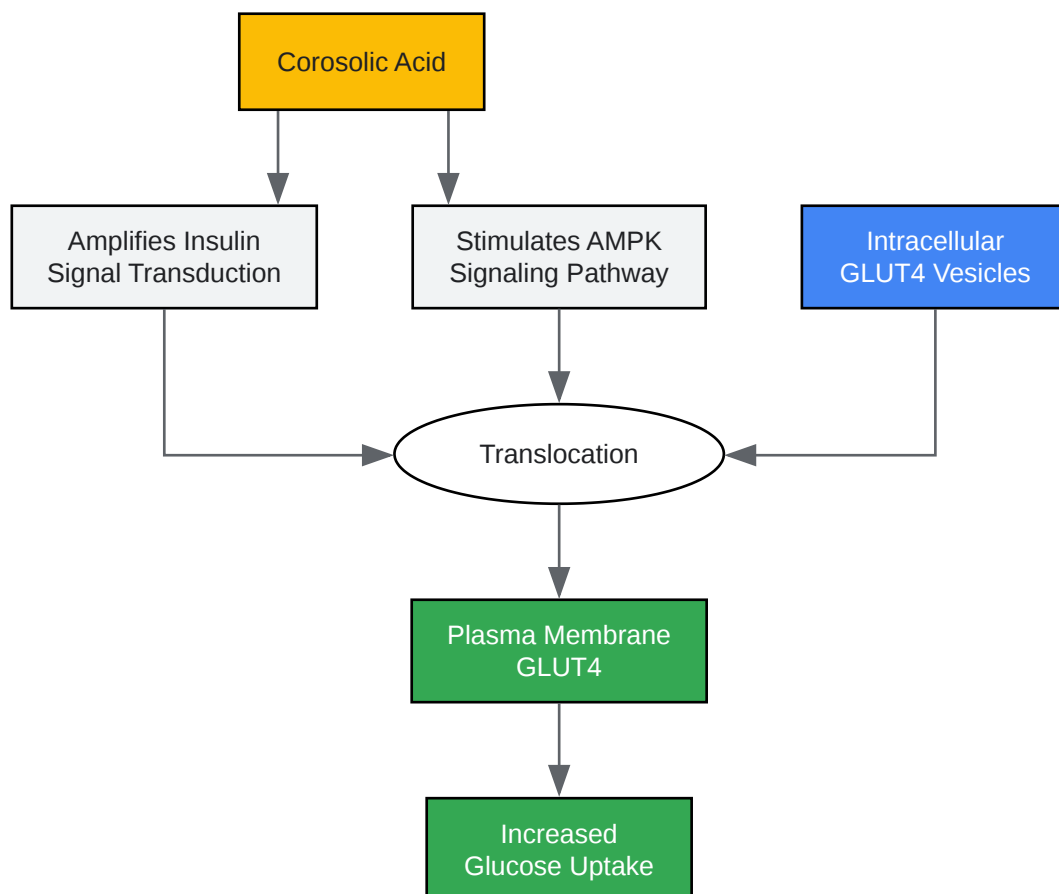 Corosolic Acid
Amplifies Insulin
Signal Transduction
Stimulates AMPK
Signaling Pathway
Intracellular
GLUT4 Vesicles
Translocation
Plasma Membrane
GLUT4
Increased
Glucose Uptake